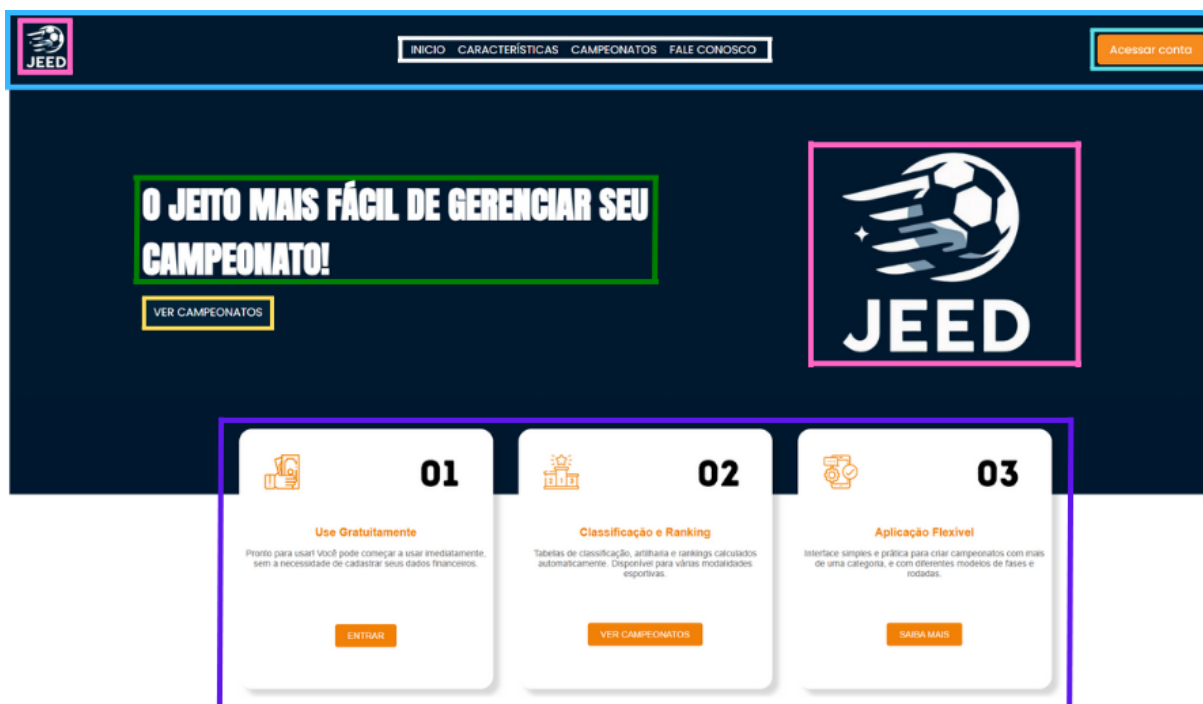 JEED
INICIO CARACTERÍSTICAS CAMPEONATOS FALE CONOSCO
Acessar conta
O JEITO MAIS FÁCIL DE GERENCIAR SEU
CAMPEONATO!
VER CAMPEONATOS
JEED
01
Use Gratuitamente
Pronto para usar! Você pode começar a usar imediatamente,
sem a necessidade de cadastrar seus dados financeiros.
ENTRAR
02
Classificação e Ranking
Tabelas de classificação, artilharia e rankings calculados
automaticamente. Disponível para várias modalidades
esportivas.
VER CAMPEONATOS
03
Aplicação Flexível
Interface simples e prática para criar campeonatos com mais
de uma categoria, e com diferentes modelos de fases e
rodadas.
SAIBA MAIS